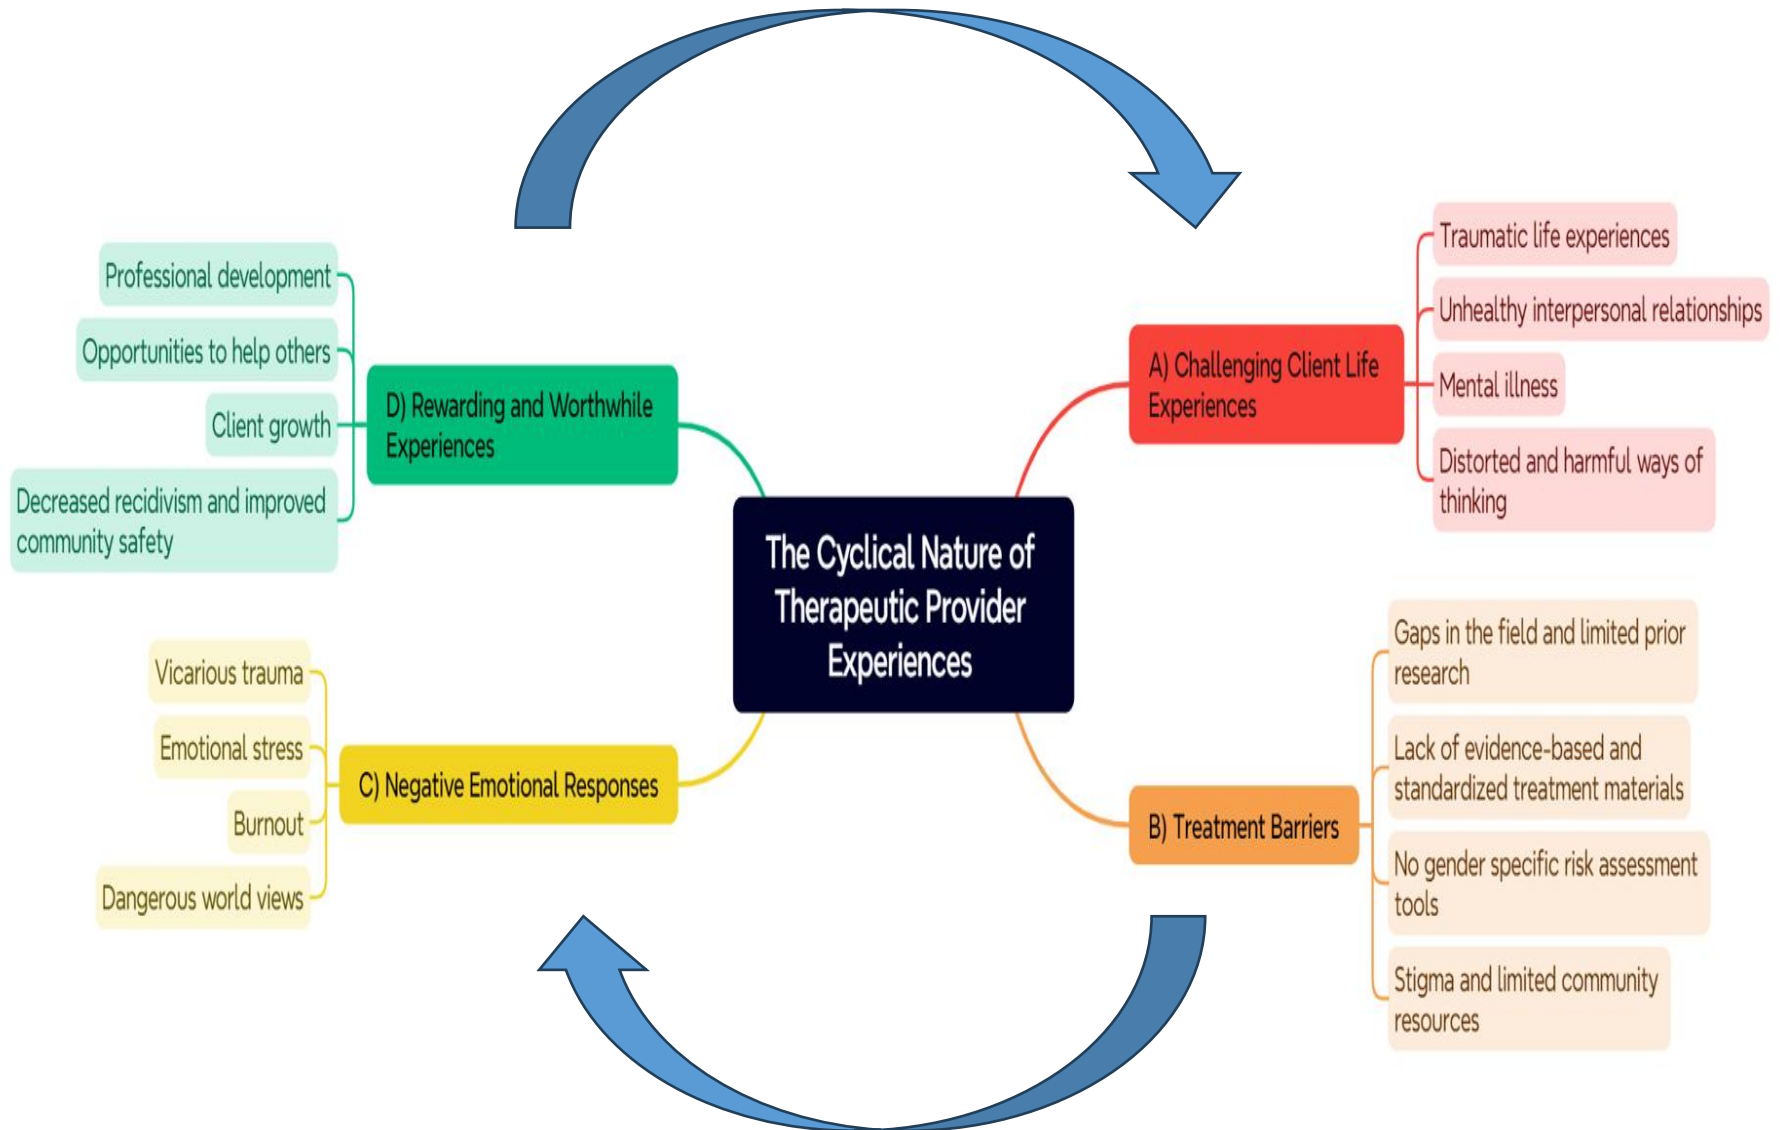 The Cyclical Nature of
Therapeutic Provider
Experiences
A) Challenging Client Life
Experiences
Traumatic life experiences
Unhealthy interpersonal relationships
Mental illness
Distorted and harmful ways of
thinking
B) Treatment Barriers
Gaps in the field and limited prior
research
Lack of evidence-based and
standardized treatment materials
No gender specific risk assessment
tools
Stigma and limited community
resources
C) Negative Emotional Responses
Vicarious trauma
Emotional stress
Burnout
Dangerous world views
D) Rewarding and Worthwhile
Experiences
Professional development
Opportunities to help others
Client growth
Decreased recidivism and improved
community safety